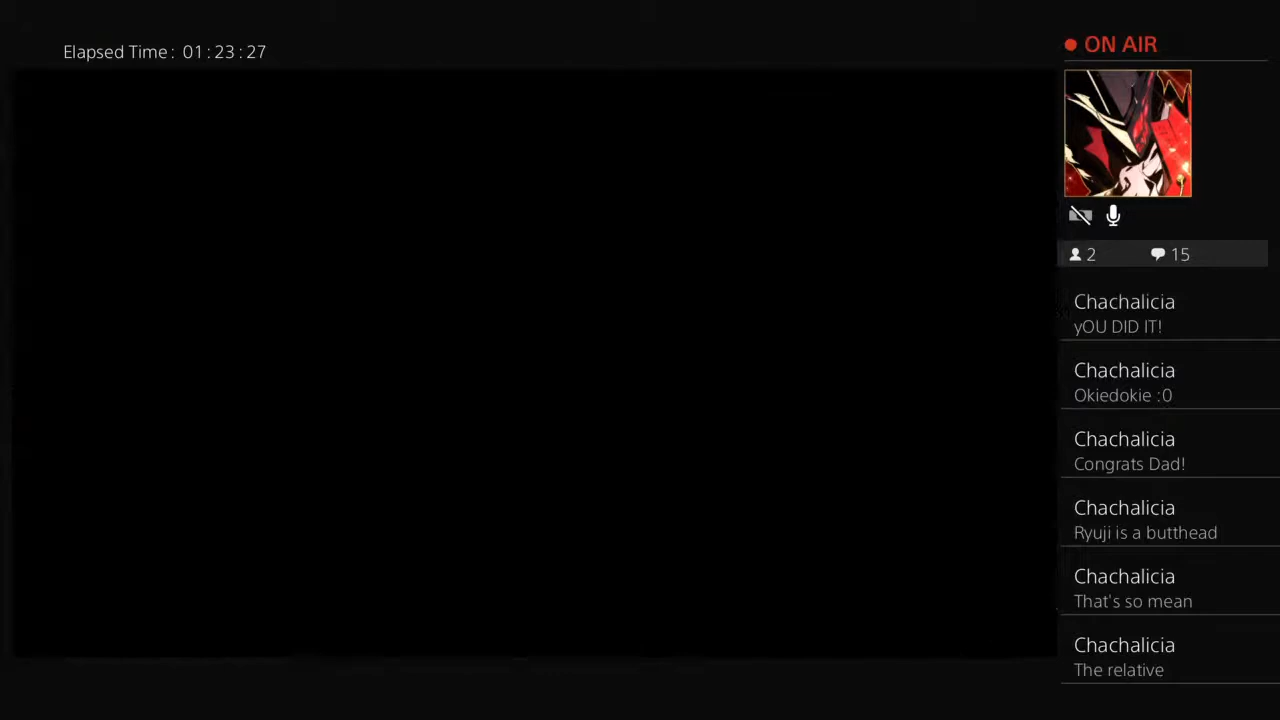 Elapsed Time: 01:23:27
ON AIR
2 15
Chachalicia
yOU DID IT!
Chachalicia
Okiedokie :0
Chachalicia
Congrats Dad!
Chachalicia
Ryuji is a butthead
Chachalicia
That's so mean
Chachalicia
The relative